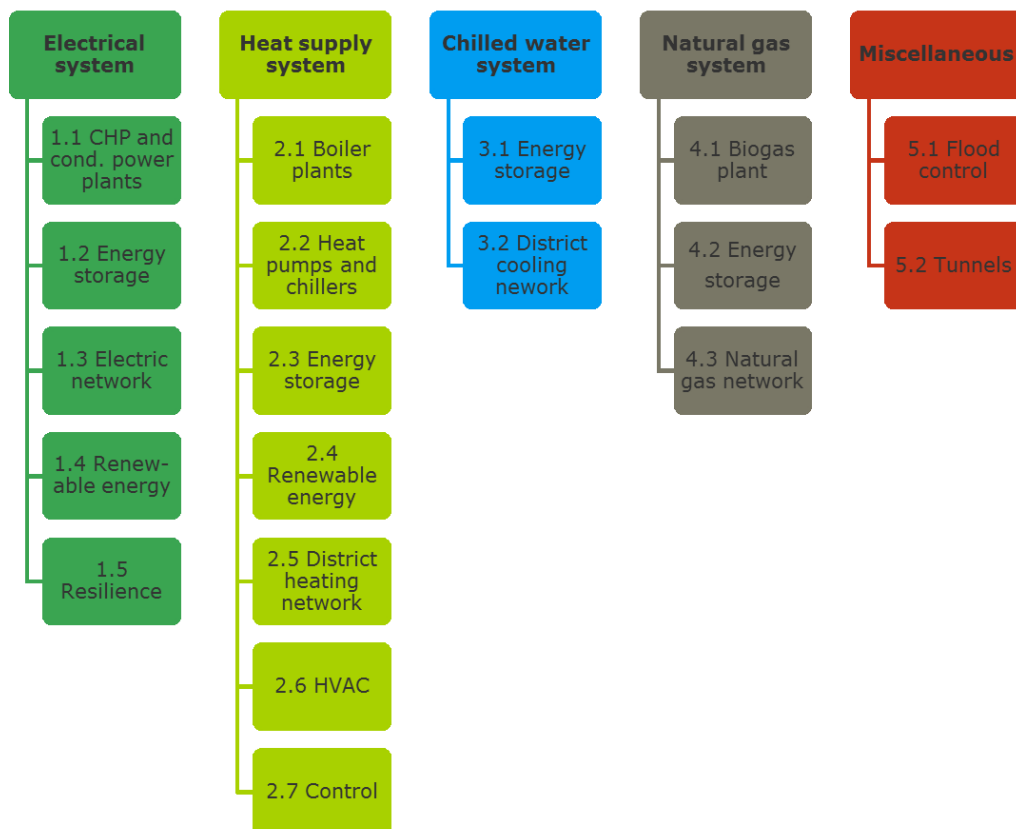 Electrical
system
1.1 CHP and
cond. power
plants
1.2 Energy
storage
1.3 Electric
network
1.4 Renew-
able energy
1.5
Resilience
Heat supply
system
2.1 Boiler
plants
2.2 Heat
pumps and
chillers
2.3 Energy
storage
2.4
Renewable
energy
2.5 District
heating
network
2.6 HVAC
2.7 Control
Chilled water
system
3.1 Energy
storage
3.2 District
cooling
nework
Natural gas
system
4.1 Biogas
plant
4.2 Energy
storage
4.3 Natural
gas network
Miscellaneous
5.1 Flood
control
5.2 Tunnels